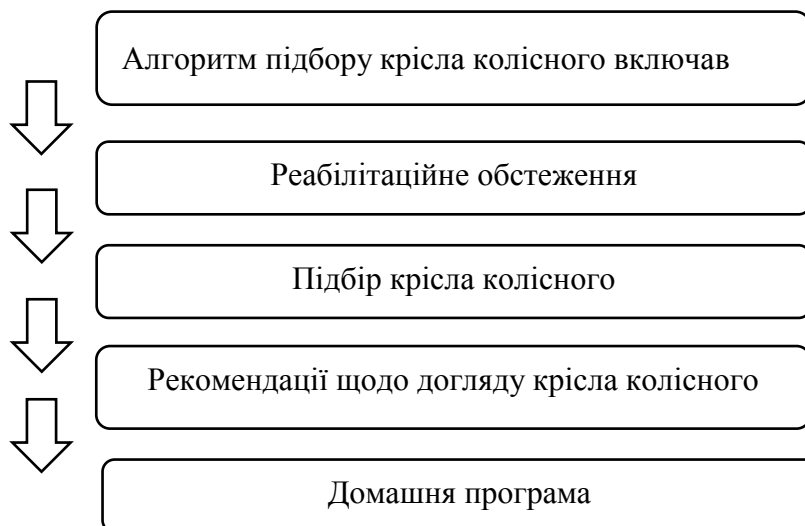 Алгоритм підбору крісла колісного включав
Реабілітаційне обстеження
Підбір крісла колісного
Рекомендації щодо догляду крісла колісного
Домашня програма